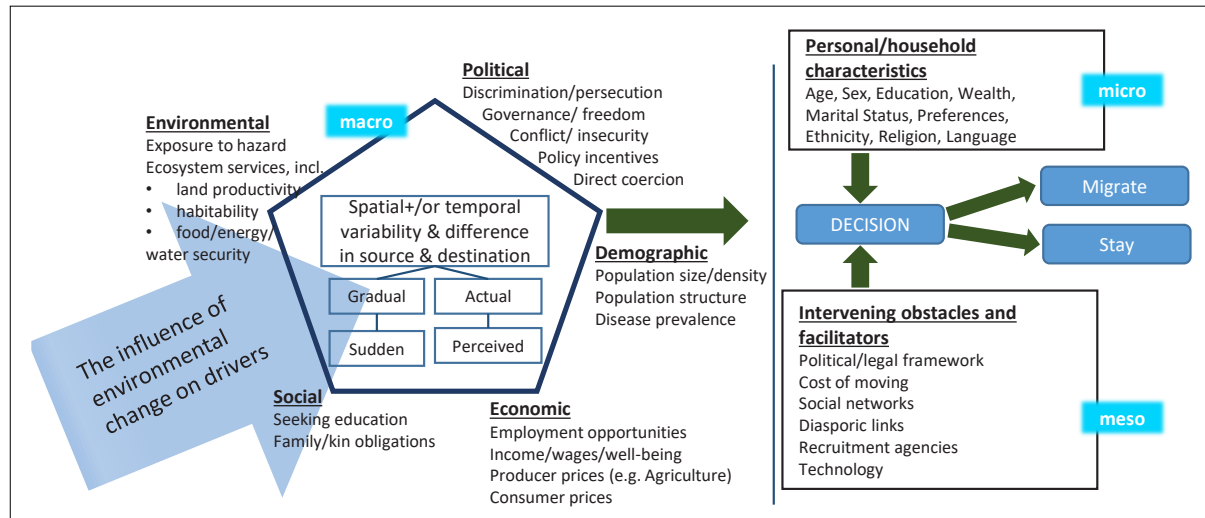 Political
Discrimination/persecution
Governance/ freedom
Conflict/ insecurity
Policy incentives
Direct coercion
macro
Environmental
Exposure to hazard
Ecosystem services, incl.
• land productivity
• habitability
• food/energy/
water security
Spatial+/or temporal
variability & difference
in source & destination
Gradual
Actual
Sudden
Perceived
The influence of
environmental
change on drivers
Demographic
Population size/density
Population structure
Disease prevalence
Social
Seeking education
Family/kin obligations
Economic
Employment opportunities
Income/wages/well-being
Producer prices (e.g. Agriculture)
Consumer prices
Personal/household
characteristics
Age, Sex, Education, Wealth,
Marital Status, Preferences,
Ethnicity, Religion, Language
micro
DECISION
Migrate
Stay
Intervening obstacles and
facilitators
Political/legal framework
Cost of moving
Social networks
Diasporic links
Recruitment agencies
Technology
meso